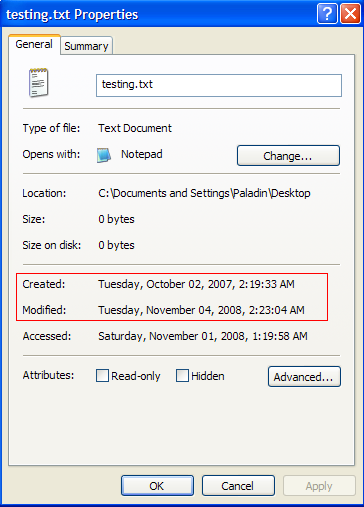 testing.txt Properties
General Summary
testing.txt
Type of file: Text Document
Opens with: Notepad Change...
Location: C:\Documents and Settings\Paladin\Desktop
Size: 0 bytes
Size on disk: 0 bytes
Created: Tuesday, October 02, 2007, 2:19:33 AM
Modified: Tuesday, November 04, 2008, 2:23:04 AM
Accessed: Saturday, November 01, 2008, 1:19:58 AM
Attributes: Read-only Hidden Advanced...
OK Cancel Apply